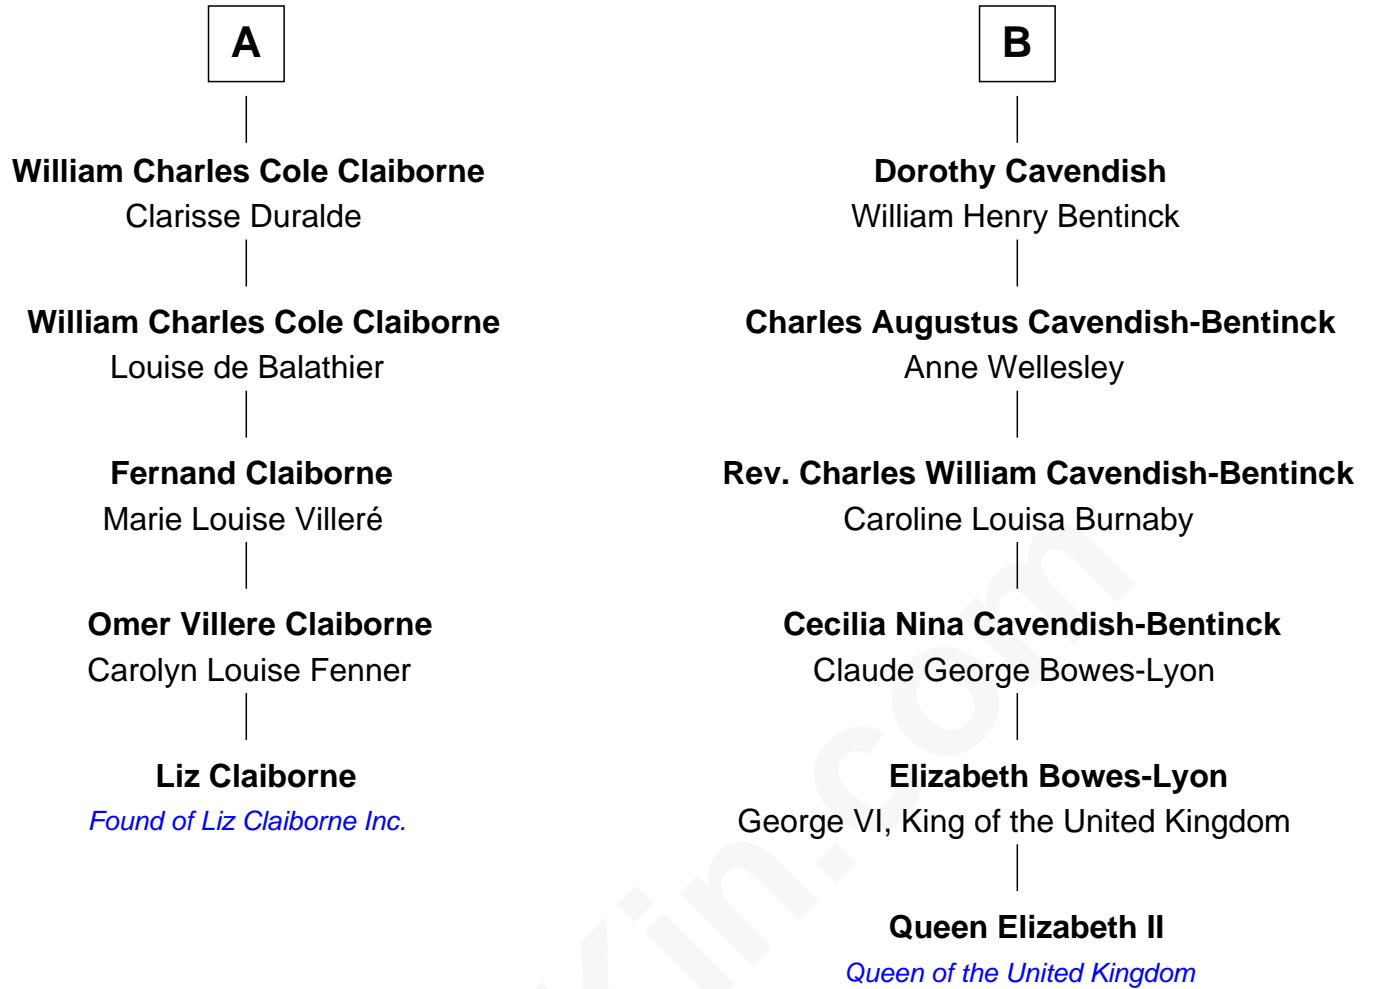 A
B
William Charles Cole Claiborne
Clarisse Duralde
Dorothy Cavendish
William Henry Bentinck
William Charles Cole Claiborne
Louise de Balathier
Charles Augustus Cavendish-Bentinck
Anne Wellesley
Fernand Claiborne
Marie Louise Villeré
Rev. Charles William Cavendish-Bentinck
Caroline Louisa Burnaby
Omer Villere Claiborne
Carolyn Louise Fenner
Cecilia Nina Cavendish-Bentinck
Claude George Bowes-Lyon
Liz Claiborne
Found of Liz Claiborne Inc.
Elizabeth Bowes-Lyon
George VI, King of the United Kingdom
Queen Elizabeth II
Queen of the United Kingdom
Kin.com